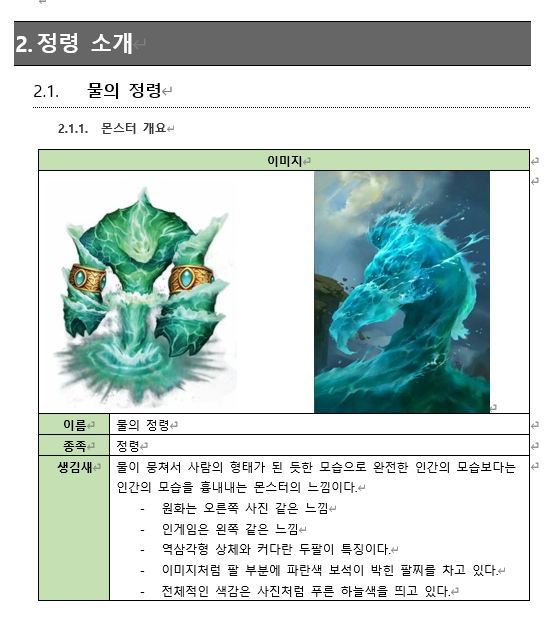 2. 정령 소개
2.1. 물의 정령
2.1.1. 몬스터 개요
이미지
이름 물의 정령
종족 정령
생김새 물이 뭉쳐서 사람의 형태가 된 듯한 모습으로 완전한 인간의 모습보다는
인간의 모습을 흉내내는 몬스터의 느낌이다.
- 원화는 오른쪽 사진 같은 느낌
- 인게임은 왼쪽 같은 느낌
- 역삼각형 상체와 커다란 두팔이 특징이다.
- 이미지처럼 팔 부분에 파란색 보석이 박힌 팔찌를 차고 있다.
- 전체적인 색감은 사진처럼 푸른 하늘색을 띄고 있다.